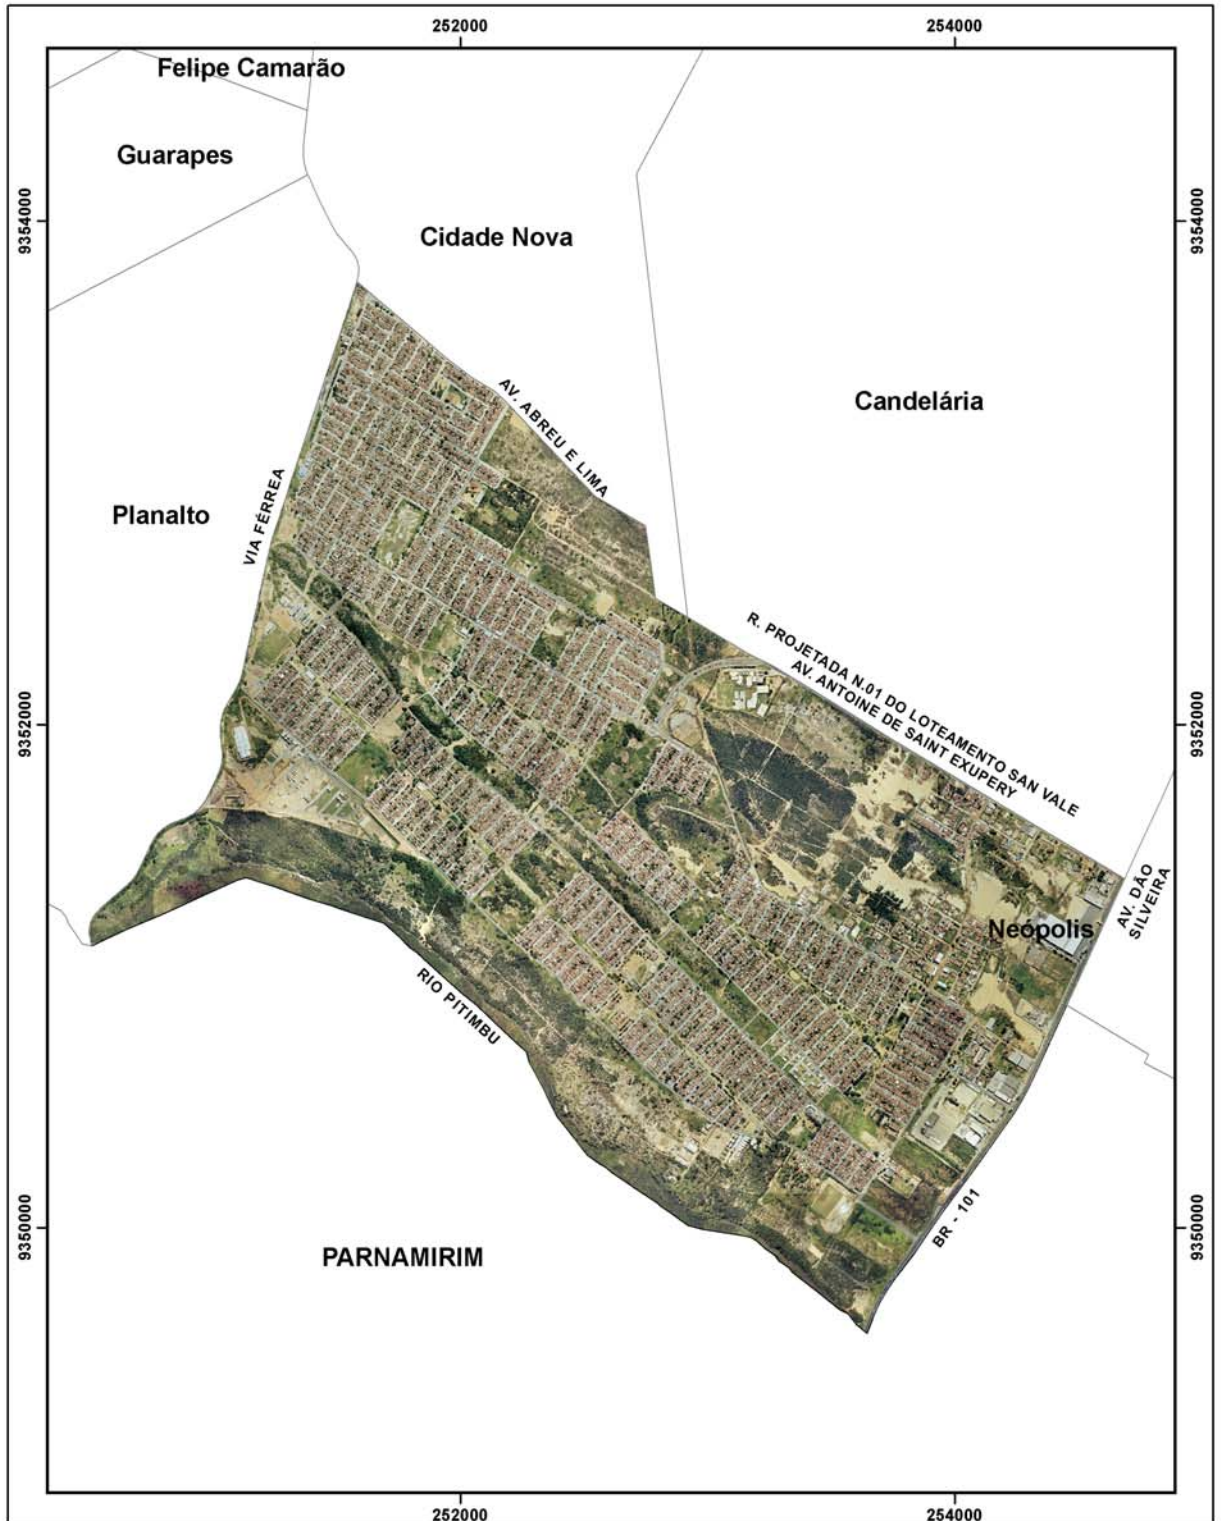 252000
254000
Felipe Camarão
Guarapes
9354000
9354000
Cidade Nova
Candelária
AV. ABREU E LIMA
VIA FÉRREA
Planalto
R. PROJETADA N.01 DO LOTEAMENTO SAN VALE
AV. ANTOINE DE SAINT EXUPERY
9352000
9352000
AV. DÃO
SILVEIRA
Neópolis
RIO PITIMBU
BR - 101
9350000
9350000
PARNAMIRIM
252000
254000